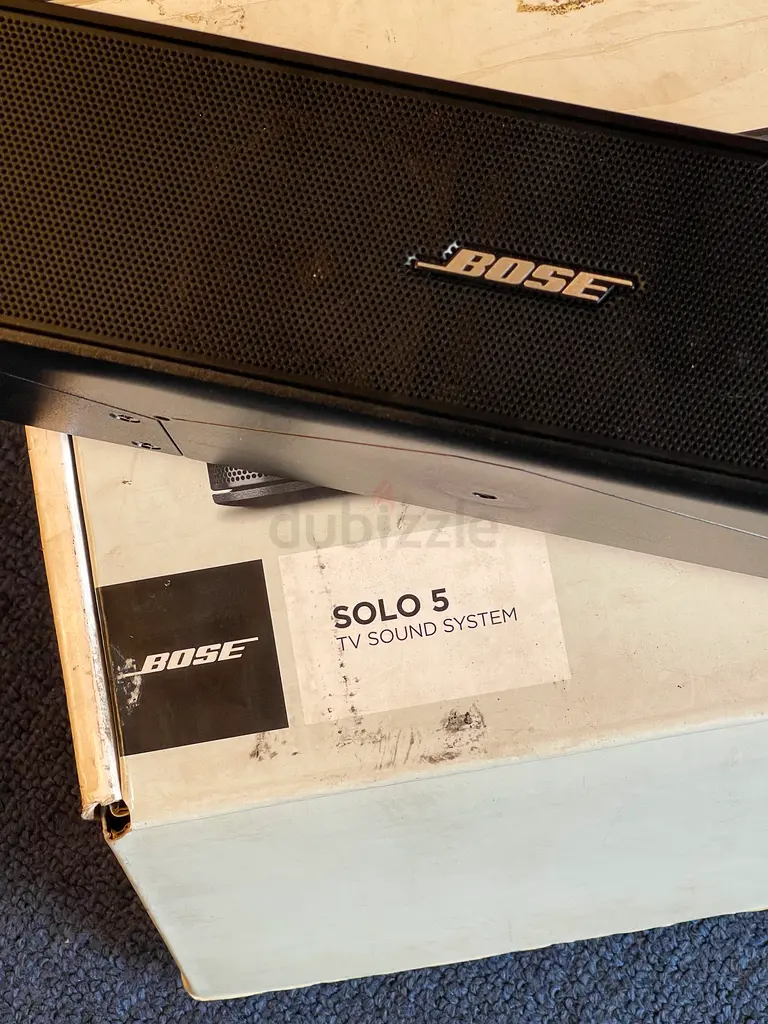 BOSE
dubizzle
SOLO 5
TV SOUND SYSTEM
BOSE